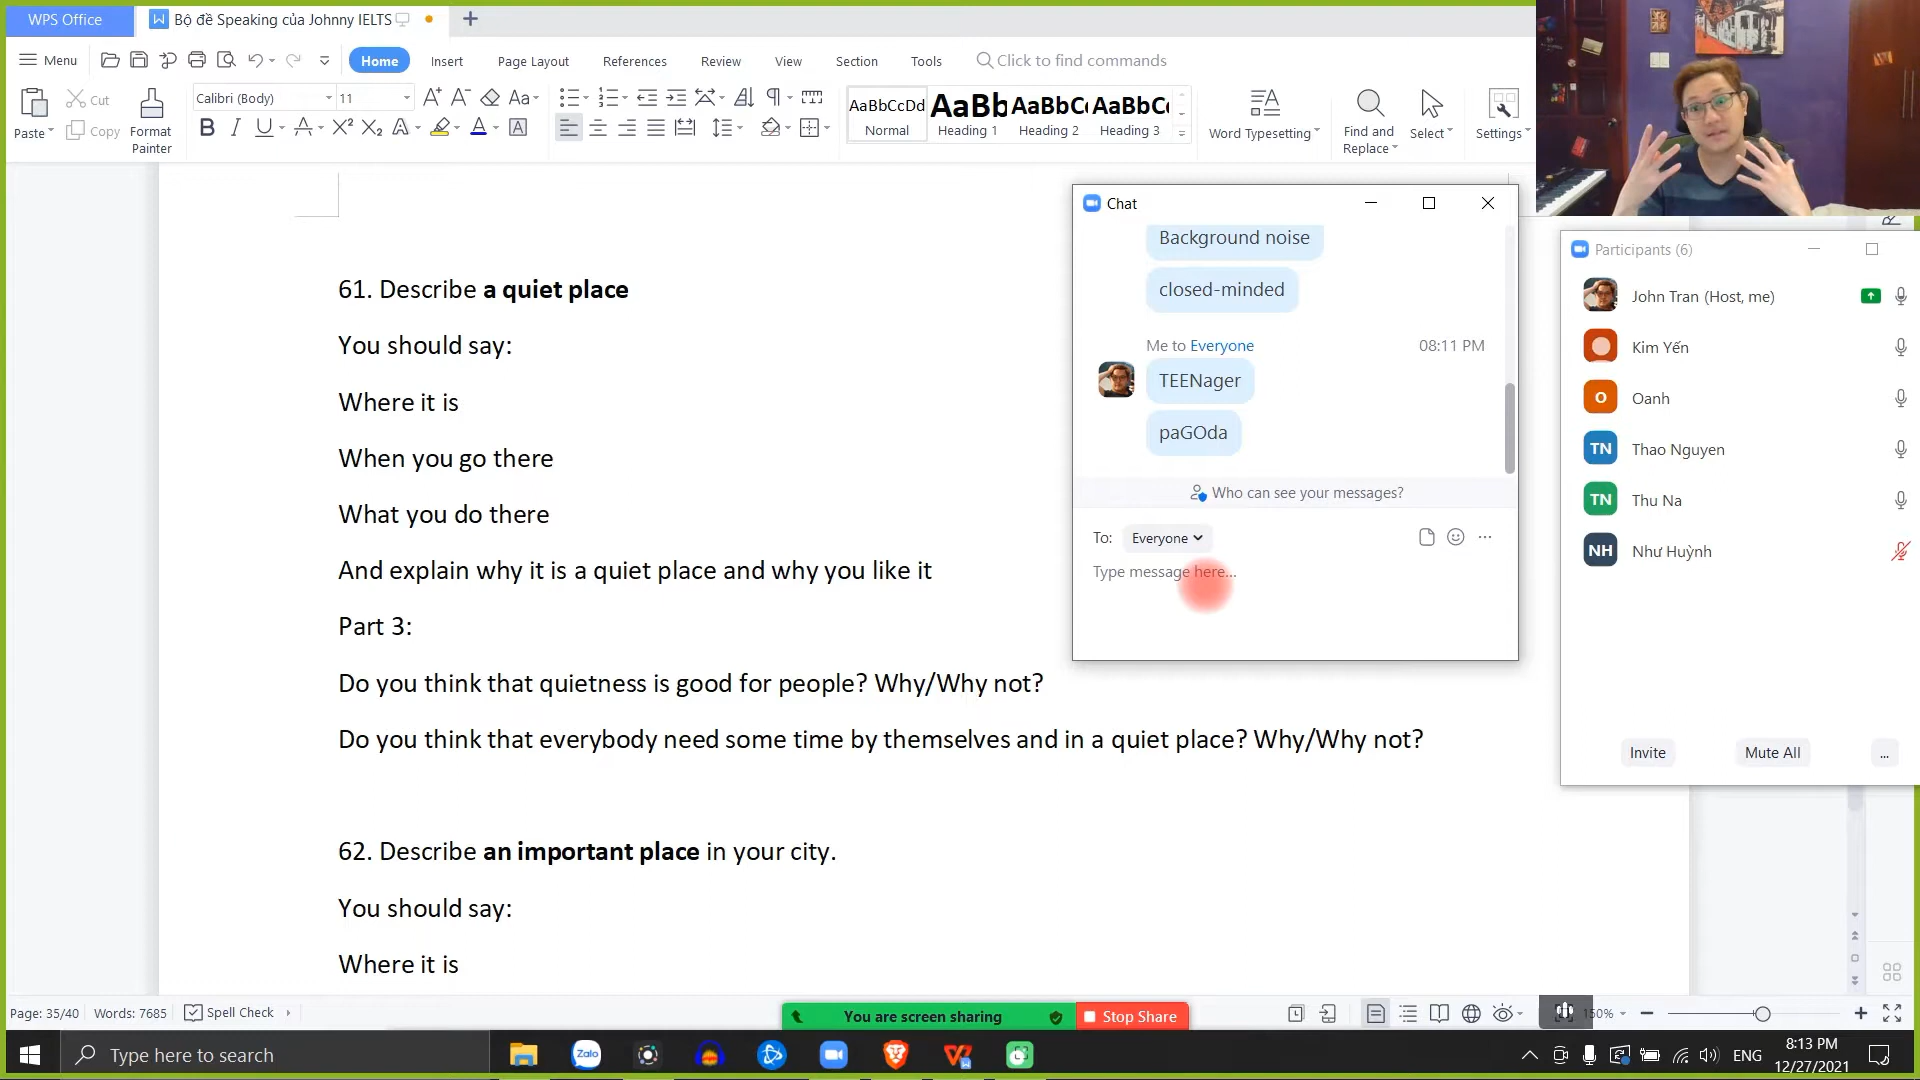 WPS Office
Bộ đề Speaking của Johnny IELTS
Menu
Home
Insert
Page Layout
References
Review
View
Section
Tools
Click to find commands
Paste
Cut
Copy
Format Painter
Calibri (Body)
11
AaBbCcDd
Normal
AaBb
Heading 1
AaBbC
Heading 2
AaBbC
Heading 3
Word Typesetting
Find and Replace
Select
Settings
61. Describe a quiet place
You should say:
Where it is
When you go there
What you do there
And explain why it is a quiet place and why you like it
Part 3:
Do you think that quietness is good for people? Why/Why not?
Do you think that everybody need some time by themselves and in a quiet place? Why/Why not?
62. Describe an important place in your city.
You should say:
Where it is
Chat
Background noise
closed-minded
Me to Everyone
08:11 PM
TEENager
paGOda
Who can see your messages?
To: Everyone
Type message here...
Participants (6)
John Tran (Host, me)
Kim Yến
O
Oanh
TN
Thao Nguyen
TN
Thu Na
NH
Như Huỳnh
Invite
Mute All
...
Page: 35/40
Words: 7685
Spell Check
You are screen sharing
Stop Share
150%
Type here to search
Zalo
ENG
8:13 PM
12/27/2021